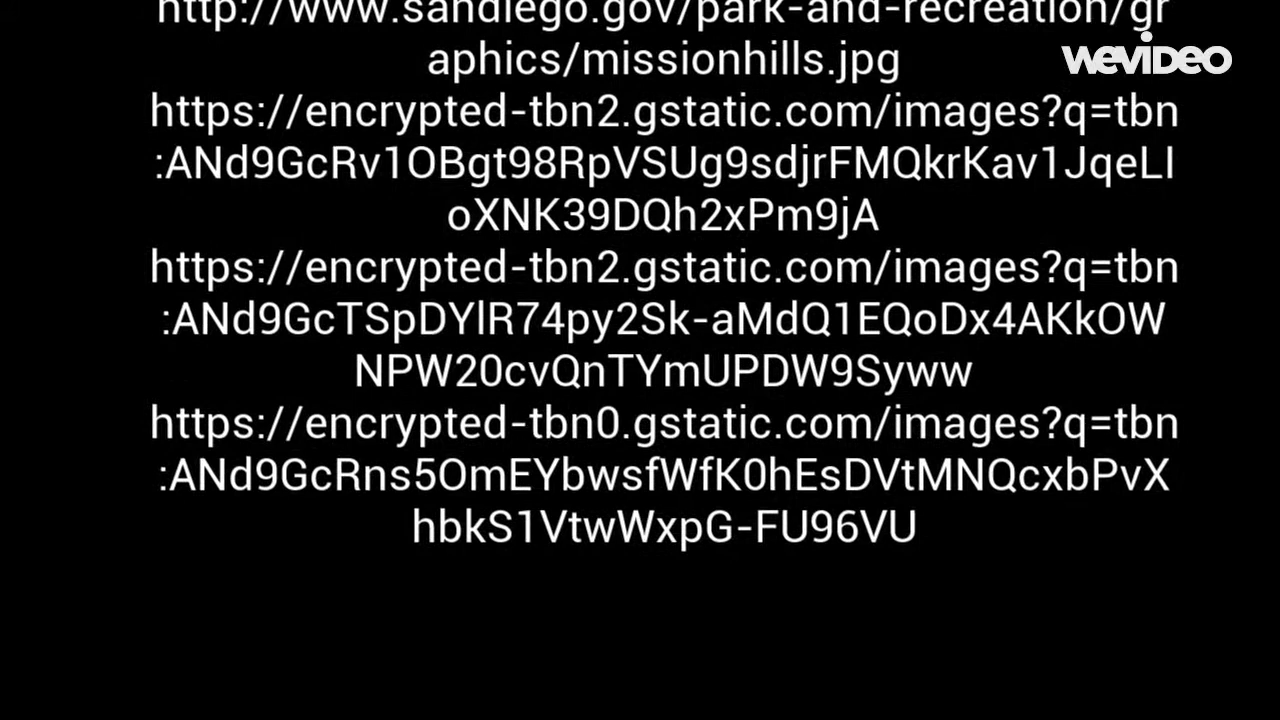 http://www.sandiego.gov/park-and-recreation/gr
aphics/missionhills.jpg
wevideo
https://encrypted-tbn2.gstatic.com/images?q=tbn
:ANd9GcRv1OBgt98RpVSUg9sdjrFMQkrKav1JqeLI
oXNK39DQh2xPm9jA
https://encrypted-tbn2.gstatic.com/images?q=tbn
:ANd9GcTSpDYlR74py2Sk-aMdQ1EQoDx4AKkOW
NPW20cvQnTYmUPDW9Syww
https://encrypted-tbn0.gstatic.com/images?q=tbn
:ANd9GcRns5OmEYbwsfWfK0hEsDVtMNQcxbPvX
hbkS1VtwWxpG-FU96VU